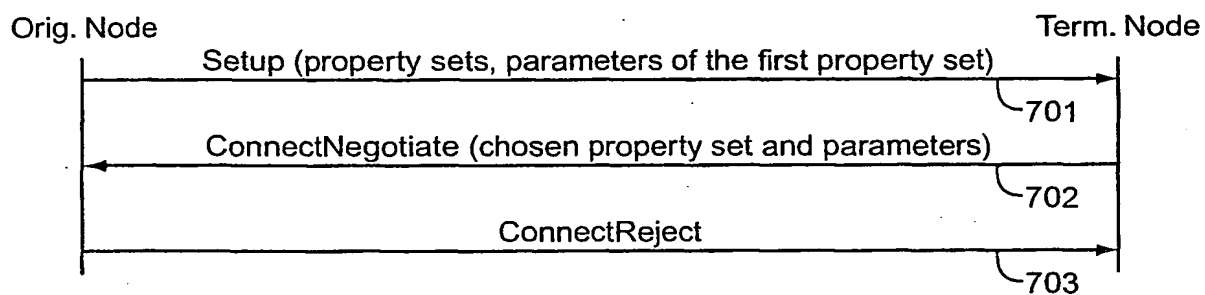 Orig. Node
Term. Node
Setup (property sets, parameters of the first property set)
701
ConnectNegotiate (chosen property set and parameters)
702
ConnectReject
703